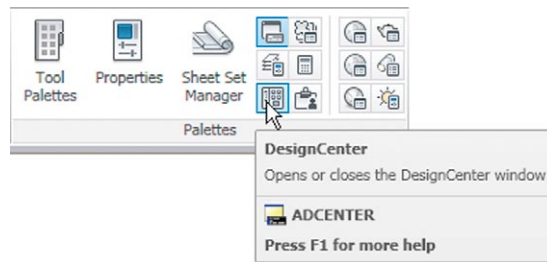 Tool
Palettes
Properties
Sheet Set
Manager
Palettes
DesignCenter
Opens or closes the DesignCenter window
ADCENTER
Press F1 for more help